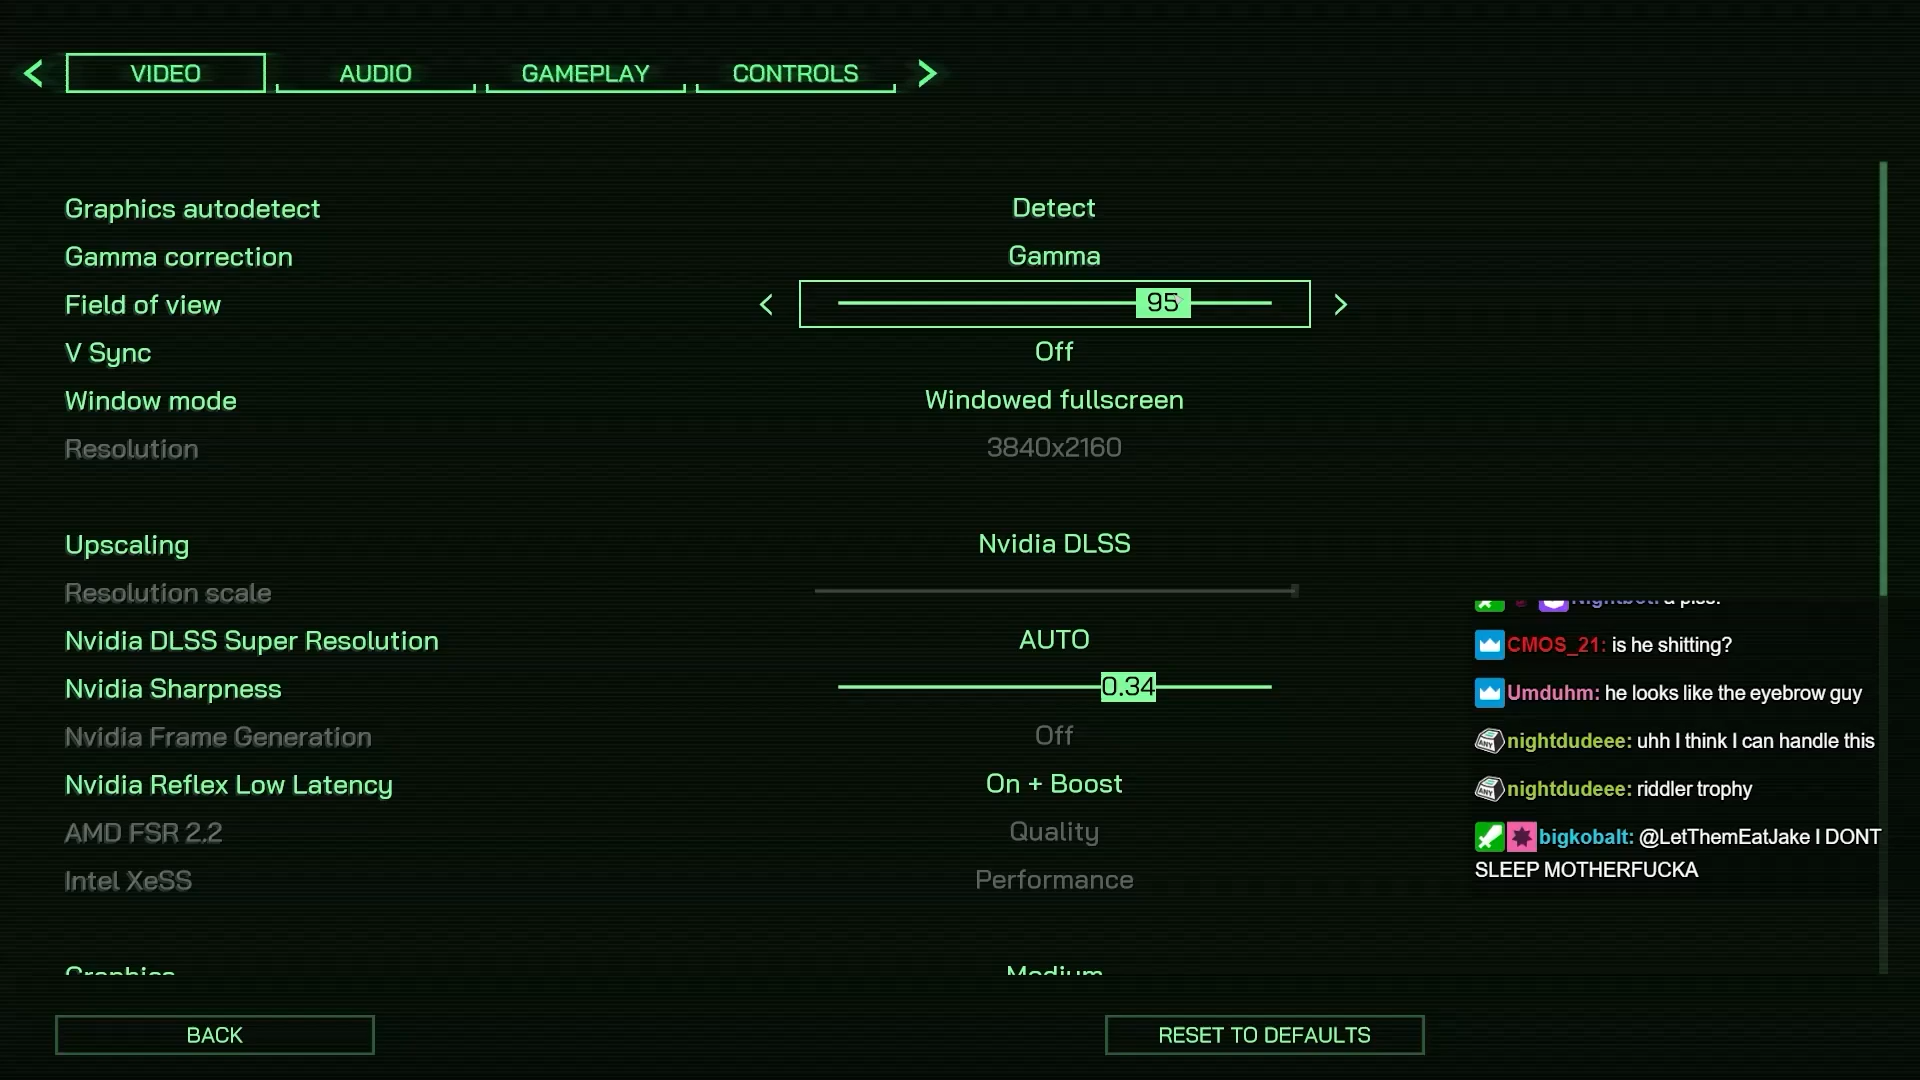 VIDEO AUDIO GAMEPLAY CONTROLS
Graphics autodetect Detect
Gamma correction Gamma
Field of view 95
V Sync Off
Window mode Windowed fullscreen
Resolution 3840x2160
Upscaling Nvidia DLSS
Resolution scale
Nvidia DLSS Super Resolution AUTO
Nvidia Sharpness 0.34
Nvidia Frame Generation Off
Nvidia Reflex Low Latency On + Boost
AMD FSR 2.2 Quality
Intel XeSS Performance
Graphics Medium
BACK RESET TO DEFAULTS
CMOS_21: is he shitting?
Umduhm: he looks like the eyebrow guy
ANY nightdudeee: uhh I think I can handle this
ANY nightdudeee: riddler trophy
bigkobalt: @LetThemEatJake I DONT
SLEEP MOTHERFUCKA